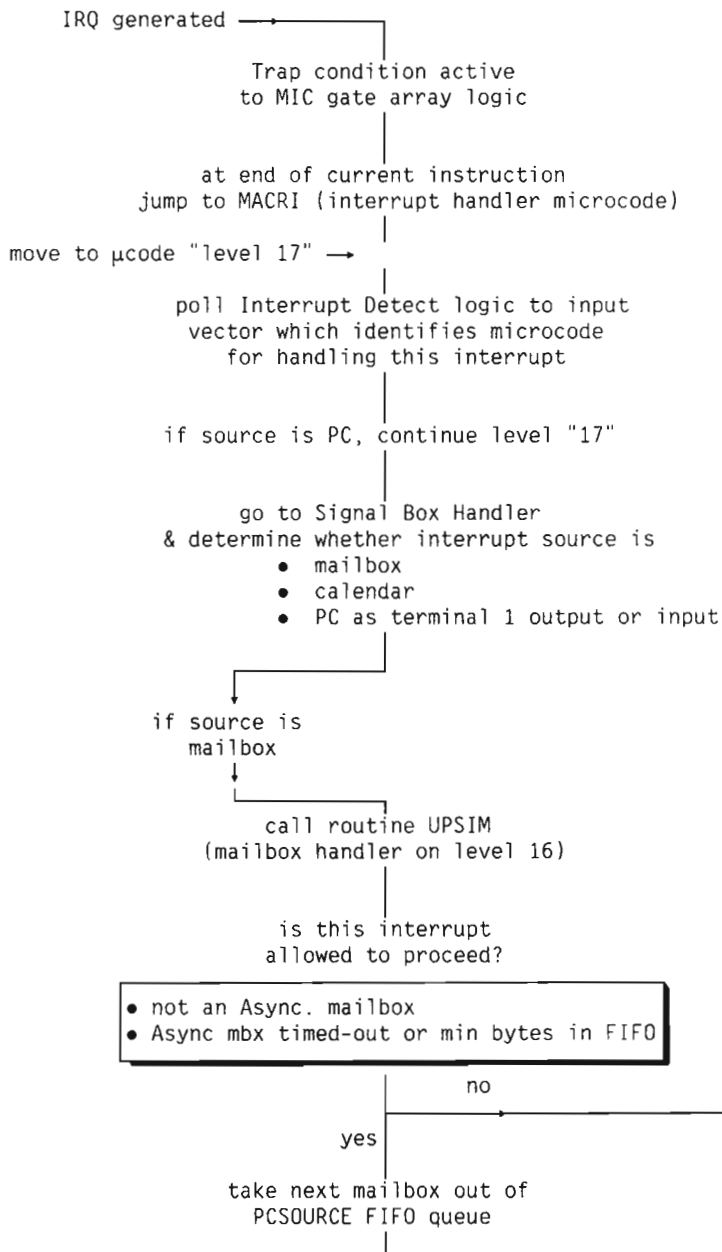 IRQ generated
Trap condition active
to MIC gate array logic
at end of current instruction
jump to MACRI (interrupt handler microcode)
move to μcode "level 17"
poll Interrupt Detect logic to input
vector which identifies microcode
for handling this interrupt
if source is PC, continue level "17"
go to Signal Box Handler
& determine whether interrupt source is
● mailbox
● calendar
● PC as terminal 1 output or input
if source is
mailbox
call routine UPSIM
(mailbox handler on level 16)
is this interrupt
allowed to proceed?
● not an Async. mailbox
● Async mbx timed-out or min bytes in FIFO
no
yes
take next mailbox out of
PCSOURCE FIFO queue